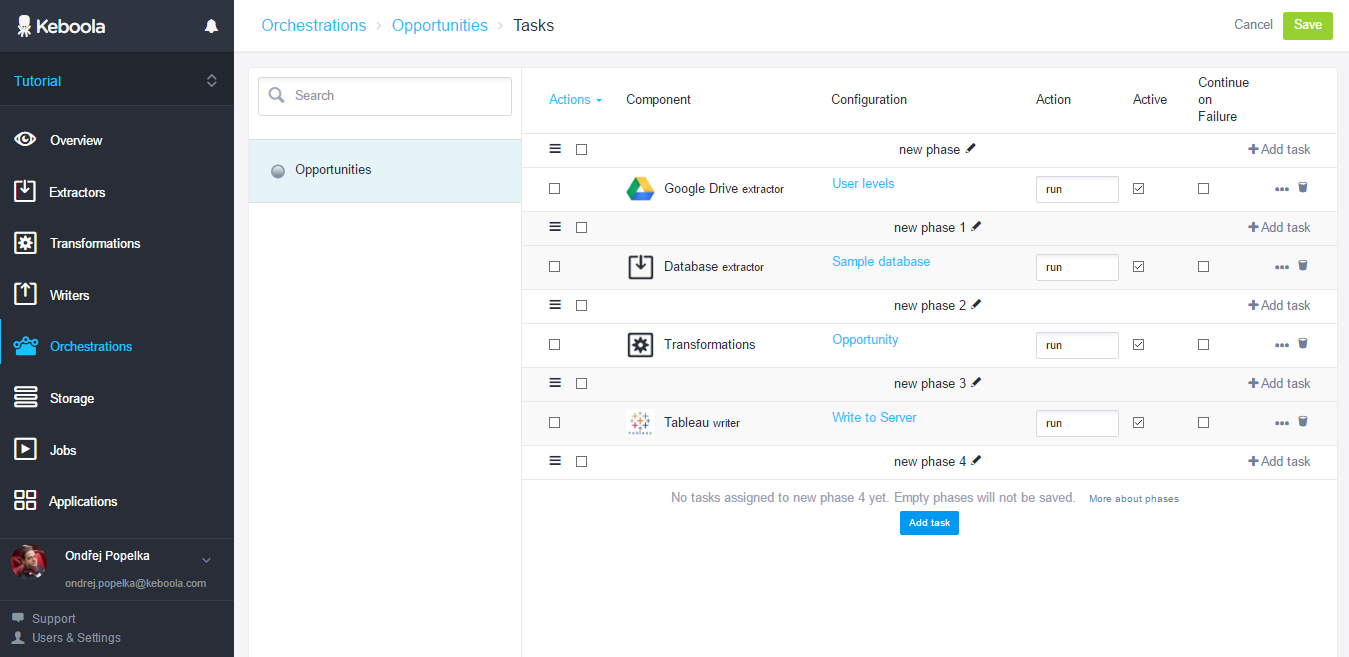 Keboola
Orchestrations › Opportunities › Tasks
Cancel
Save
Tutorial
Overview
Extractors
Transformations
Writers
Orchestrations
Storage
Jobs
Applications
Ondřej Popelka
ondrej.popelka@keboola.com
Support
Users & Settings
Search
Opportunities
Actions Component Configuration Action Active Continue on Failure
new phase + Add task
Google Drive extractor User levels run
new phase 1 + Add task
Database extractor Sample database run
new phase 2 + Add task
Transformations Opportunity run
new phase 3 + Add task
+ a b l e a u
Tableau writer Write to Server run
new phase 4 + Add task
No tasks assigned to new phase 4 yet. Empty phases will not be saved. More about phases
Add task